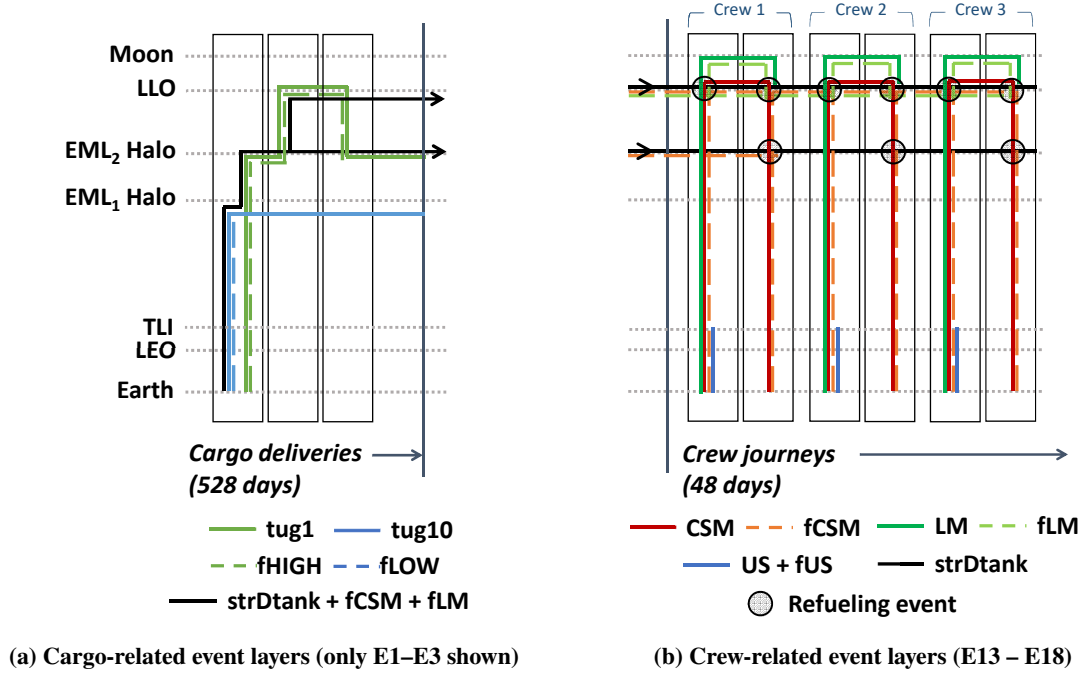 Crew 1
Crew 2
Crew 3
Moon
LLO
EML2 Halo
EML1 Halo
TLI
LEO
Earth
Cargo deliveries
(528 days)
Crew journeys
(48 days)
tug1
tug10
fHIGH
fLOW
strDtank + fCSM + fLM
CSM
fCSM
LM
fLM
US + fUS
strDtank
Refueling event
(a) Cargo-related event layers (only E1–E3 shown)
(b) Crew-related event layers (E13 – E18)